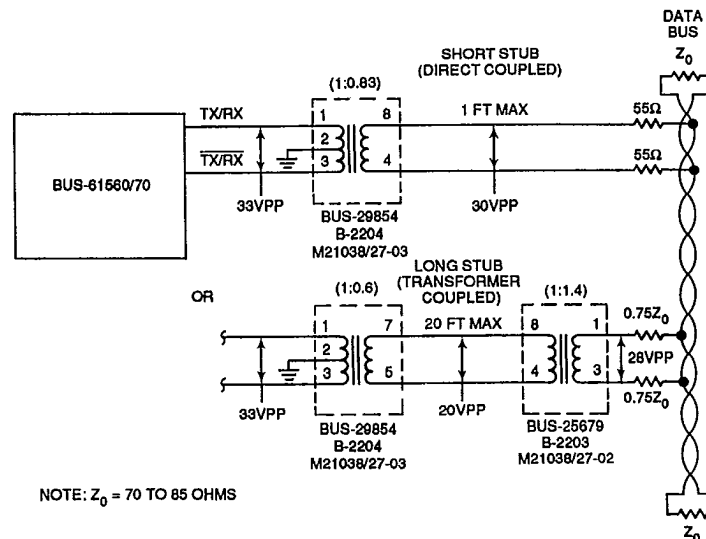 DATA
BUS
Z0
SHORT STUB
(DIRECT COUPLED)
(1:0.83)
TX/RX
1
8
1 FT MAX
55Ω
2
TX/RX
3
4
55Ω
BUS-61560/70
33VPP
30VPP
BUS-29854
B-2204
M21038/27-03
LONG STUB
(TRANSFORMER
COUPLED)
OR
(1:0.6)
(1:1.4)
1
7
20 FT MAX
8
1
0.75Z0
2
28VPP
3
5
4
3
0.75Z0
33VPP
20VPP
BUS-29854
B-2204
M21038/27-03
BUS-25679
B-2203
M21038/27-02
NOTE: Z0 = 70 TO 85 OHMS
Z0